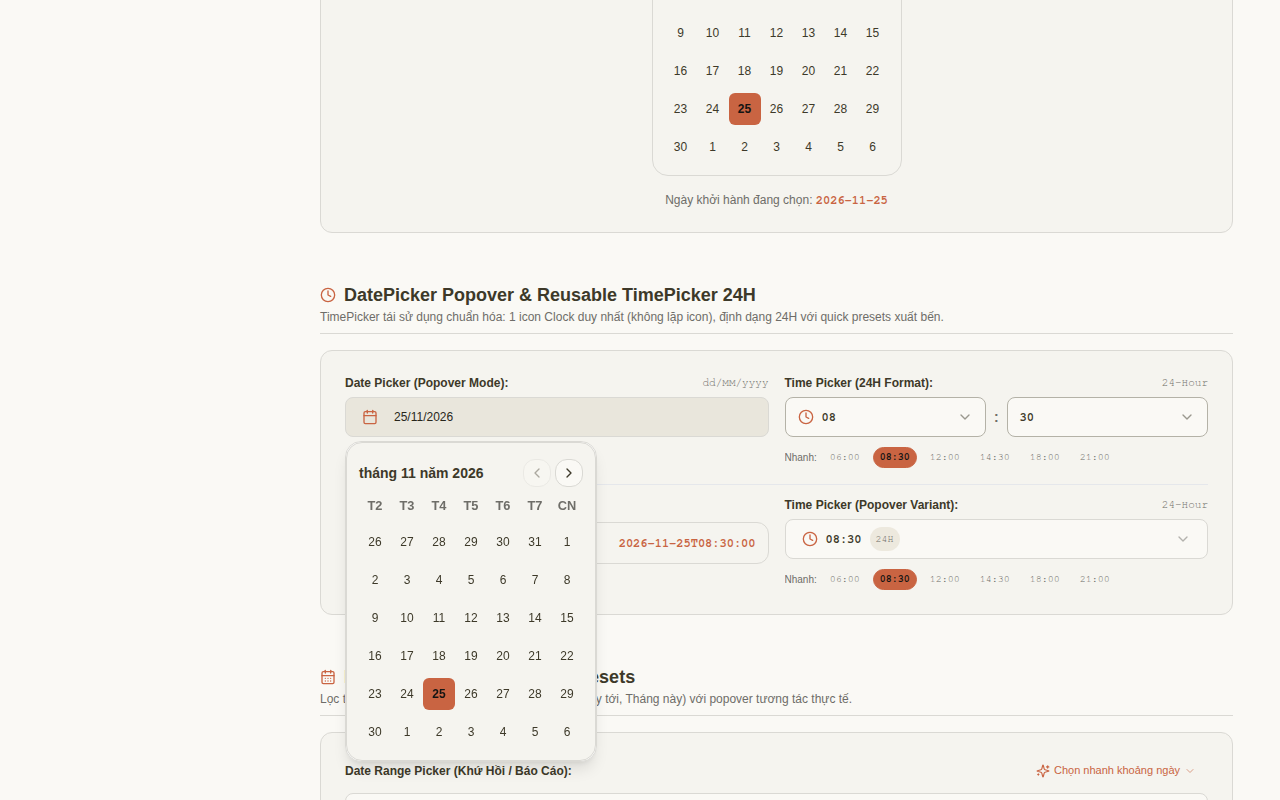 9 10 11 12 13 14 15
16 17 18 19 20 21 22
23 24 25 26 27 28 29
30 1 2 3 4 5 6
Ngày khởi hành đang chọn: 2026-11-25
DatePicker Popover & Reusable TimePicker 24H
TimePicker tái sử dụng chuẩn hóa: 1 icon Clock duy nhất (không lặp icon), định dạng 24H với quick presets xuất bến.
Date Picker (Popover Mode): dd/MM/yyyy
25/11/2026
Time Picker (24H Format): 24-Hour
08 : 30
Nhanh: 06:00 08:30 12:00 14:30 18:00 21:00
tháng 11 năm 2026
T2 T3 T4 T5 T6 T7 CN
26 27 28 29 30 31 1
2 3 4 5 6 7 8
9 10 11 12 13 14 15
16 17 18 19 20 21 22
23 24 25 26 27 28 29
30 1 2 3 4 5 6
2026-11-25T08:30:00
Time Picker (Popover Variant): 24-Hour
08:30 24H
Nhanh: 06:00 08:30 12:00 14:30 18:00 21:00
esets
Lọc t
y tới, Tháng này) với popover tương tác thực tế.
Date Range Picker (Khứ Hồi / Báo Cáo):
Chọn nhanh khoảng ngày